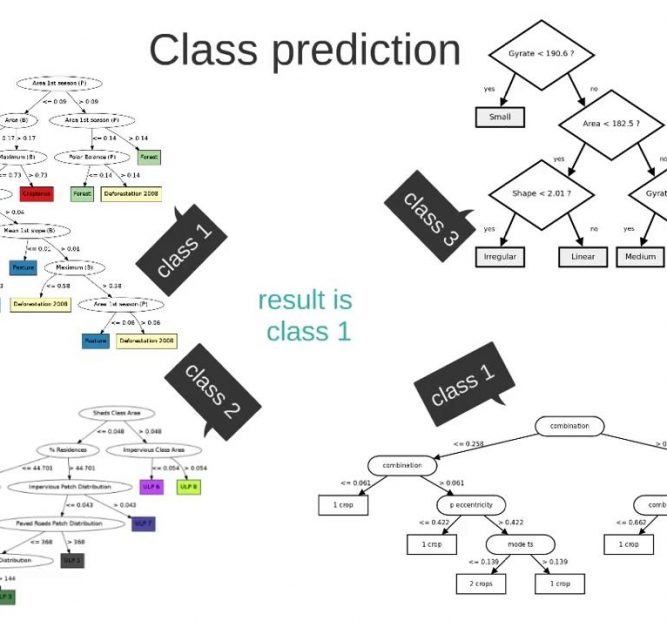 Class prediction
Gyrate < 190.6 ?
yes
no
Small
Area < 182.5 ?
yes
no
Shape < 2.01 ?
Gyrat
yes
no
yes
Irregular
Linear
Medium
class 3
Area 1st season (P)
<= 0.09
> 0.09
Area (B)
Area 1st season (P)
0.17
> 0.17
<= 0.14
> 0.14
Maximum (B)
Polar Balance (P)
Forest
<= 0.73
> 0.73
<= 0.14
> 0.14
Forest
Deforestation 2008
> 0.04
Mean 1st slope (B)
> 0.01
Pasture
Maximum (B)
<= 0.58
> 0.58
Deforestation 2008
Area 1st season (P)
<= 0.06
> 0.06
Pasture
Deforestation 2008
class 1
result is
class 1
class 2
class 1
Sheds Class Area
<= 0.048
> 0.048
% Residences
Impervious Class Area
<= 44.701
> 44.701
<= 0.054
> 0.054
Impervious Patch Distribution
ULP 6
ULP 8
<= 0.043
> 0.043
Paved Roads Patch Distribution
ULP 7
<= 368
> 368
Distribution
> 144
combination
<= 0.258
combination
<= 0.061
> 0.061
1 crop
p eccentricity
comb
<= 0.422
> 0.422
<= 0.662
1 crop
mode ts
1 crop
<= 0.139
> 0.139
2 crops
1 crop